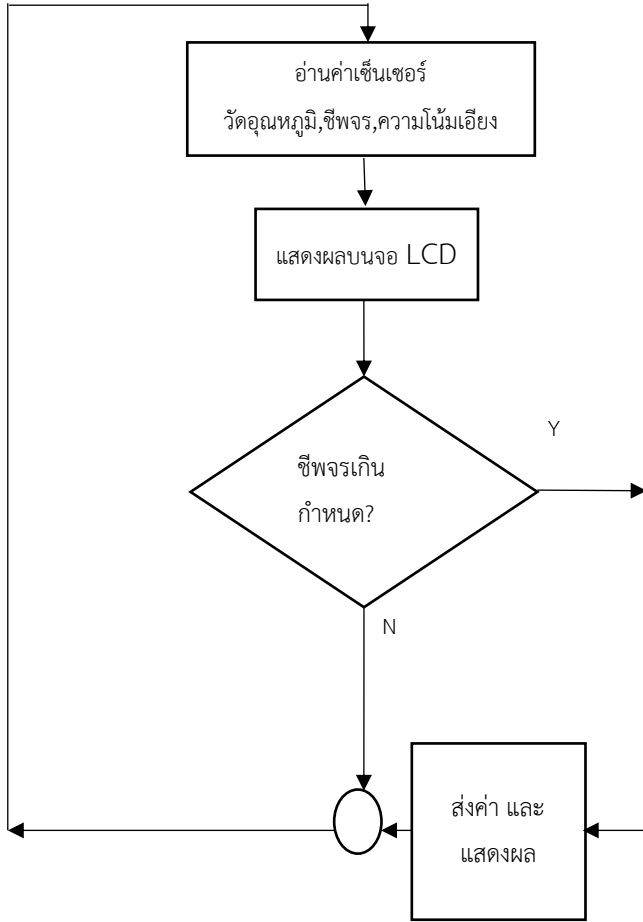 อ่านค่าเซ็นเซอร์
วัดอุณหภูมิ,ชีพจร,ความโน้มเอียง
แสดงผลบนจอ LCD
Y
ชีพจรเกิน
กำหนด?
N
ส่งค่า และ
แสดงผล